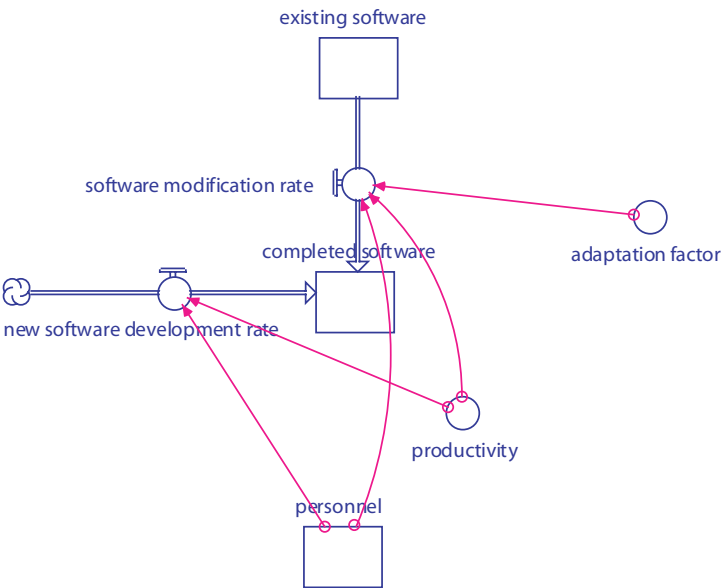 existing software
software modification rate
completed software
adaptation factor
new software development rate
productivity
personnel